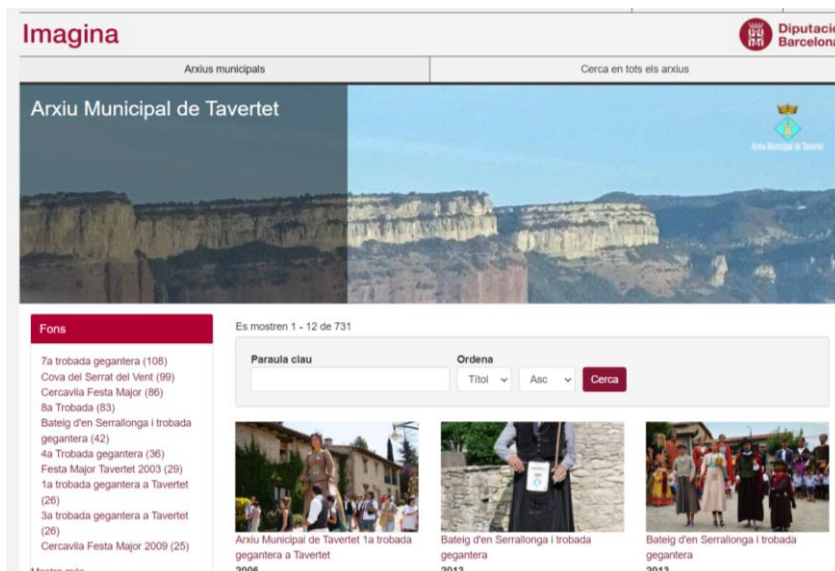 Imagina
Diputació
Barcelona
Arxius municipals
Cerca en tots els arxius
Arxiu Municipal de Tavertet
Arxiu Municipal de Tavertet
Fons
7a trobada gegantera (108)
Cova del Serrat del Vent (99)
Cercavila Festa Major (86)
8a Trobada (83)
Bateig d'en Serrallonga i trobada
gegantera (42)
4a Trobada gegantera (36)
Festa Major Tavertet 2003 (29)
1a trobada gegantera a Tavertet
(26)
3a trobada gegantera a Tavertet
(26)
Cercavila Festa Major 2009 (25)
Mostra més
Es mostren 1 - 12 de 731
Paraula clau
Ordena
Títol
Asc
Cerca
Arxiu Municipal de Tavertet 1a trobada
gegantera a Tavertet
2006
Bateig d'en Serrallonga i trobada
gegantera
2013
Bateig d'en Serrallonga i trobada
gegantera
2013